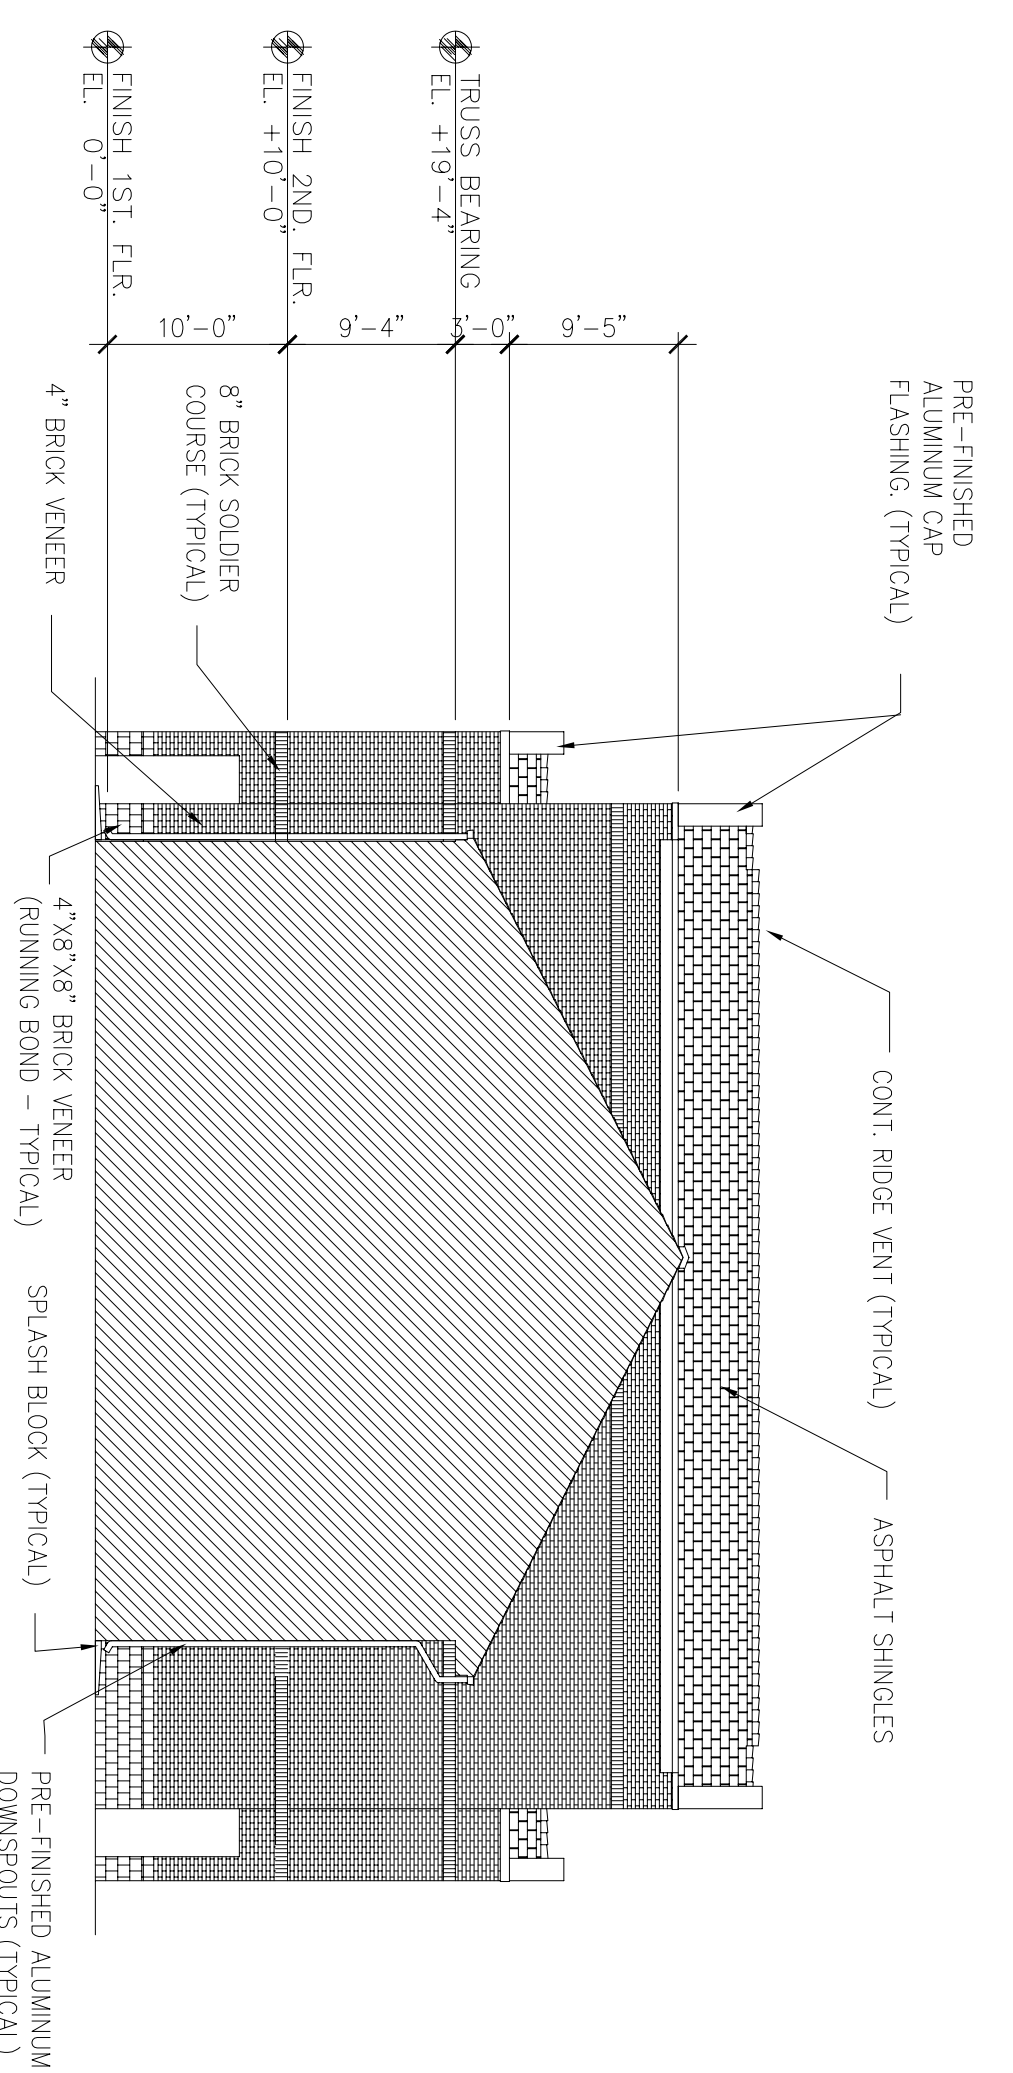 PRE-FINISHED
ALUMINUM CAP
FLASHING. (TYPICAL)
CONT. RIDGE VENT (TYPICAL)
ASPHALT SHINGLES
9'-5"
3'-0"
9'-4"
10'-0"
TRUSS BEARING
EL. +19'-4"
FINISH 2ND. FLR.
EL. +10'-0"
FINISH 1ST. FLR.
EL. 0'-0"
8" BRICK SOLDIER
COURSE (TYPICAL)
4" BRICK VENEER
4"X8"X8" BRICK VENEER
(RUNNING BOND - TYPICAL)
SPLASH BLOCK (TYPICAL)
PRE-FINISHED ALUMINUM
DOWNSPOUTS (TYPICAL)